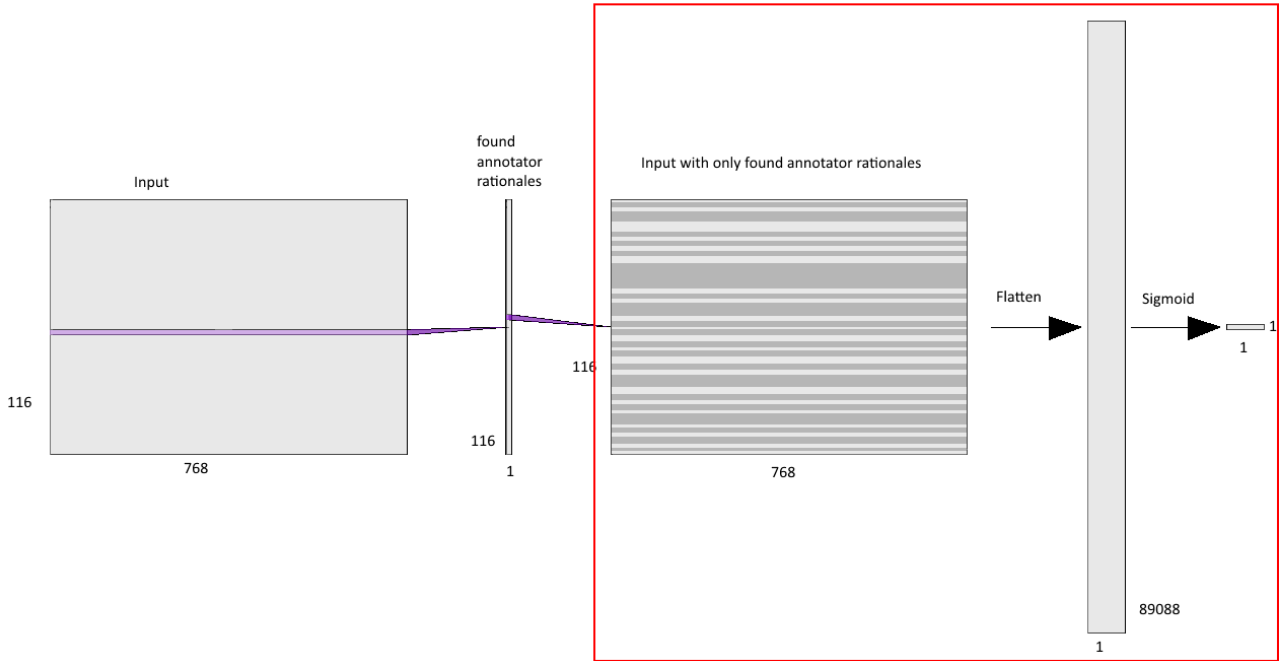 Input
116
768
found
annotator
rationales
116
1
Input with only found annotator rationales
116
768
Flatten
89088
1
Sigmoid
1
1